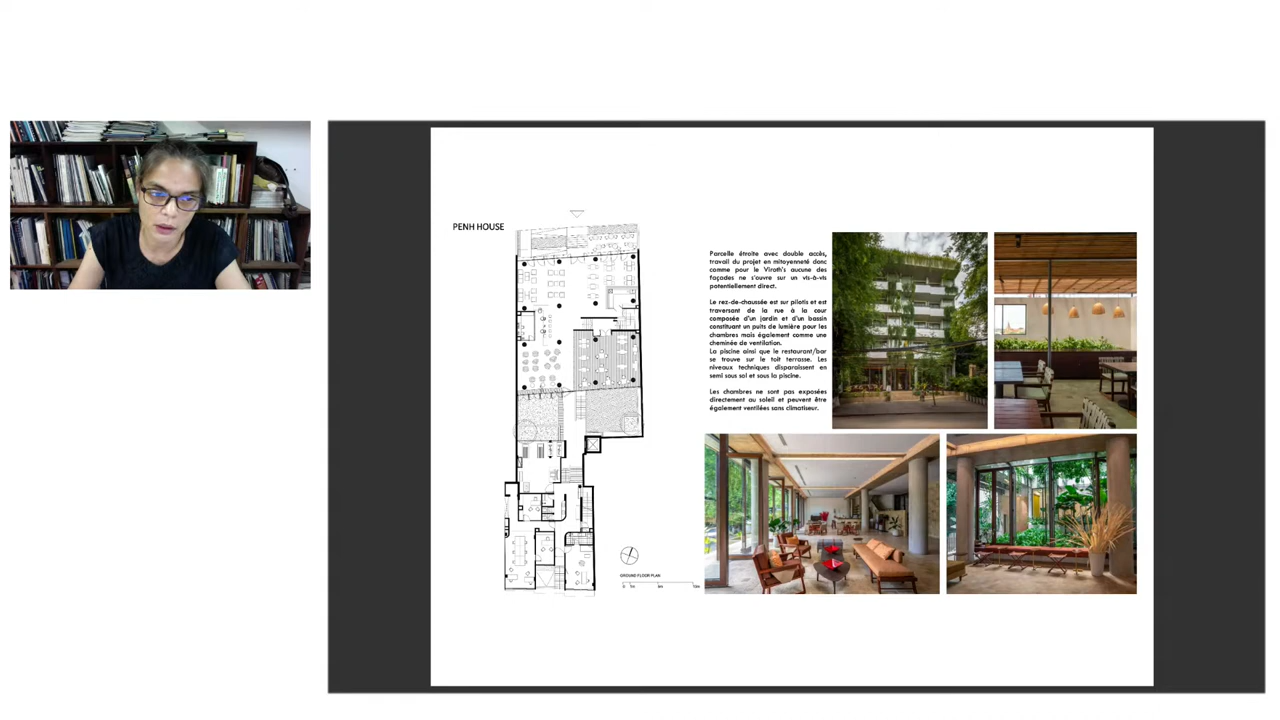 PENH HOUSE
Parcelle étroite avec double accès,
travail du projet en mitoyenneté donc
comme pour le Viroth's aucune des
façades ne s'ouvre sur un vis-à-vis
potentiellement direct.
Le rez-de-chaussée est sur pilotis et est
traversant de la rue à la cour
composée d'un jardin et d'un bassin
constituant un puits de lumière pour les
chambres mais également comme une
cheminée de ventilation.
La piscine ainsi que le restaurant/bar
se trouve sur le toit terrasse. Les
niveaux techniques disparaissent en
semi sous sol et sous la piscine.
Les chambres ne sont pas exposées
directement au soleil et peuvent être
également ventilées sans climatiseur.
GROUND FLOOR PLAN